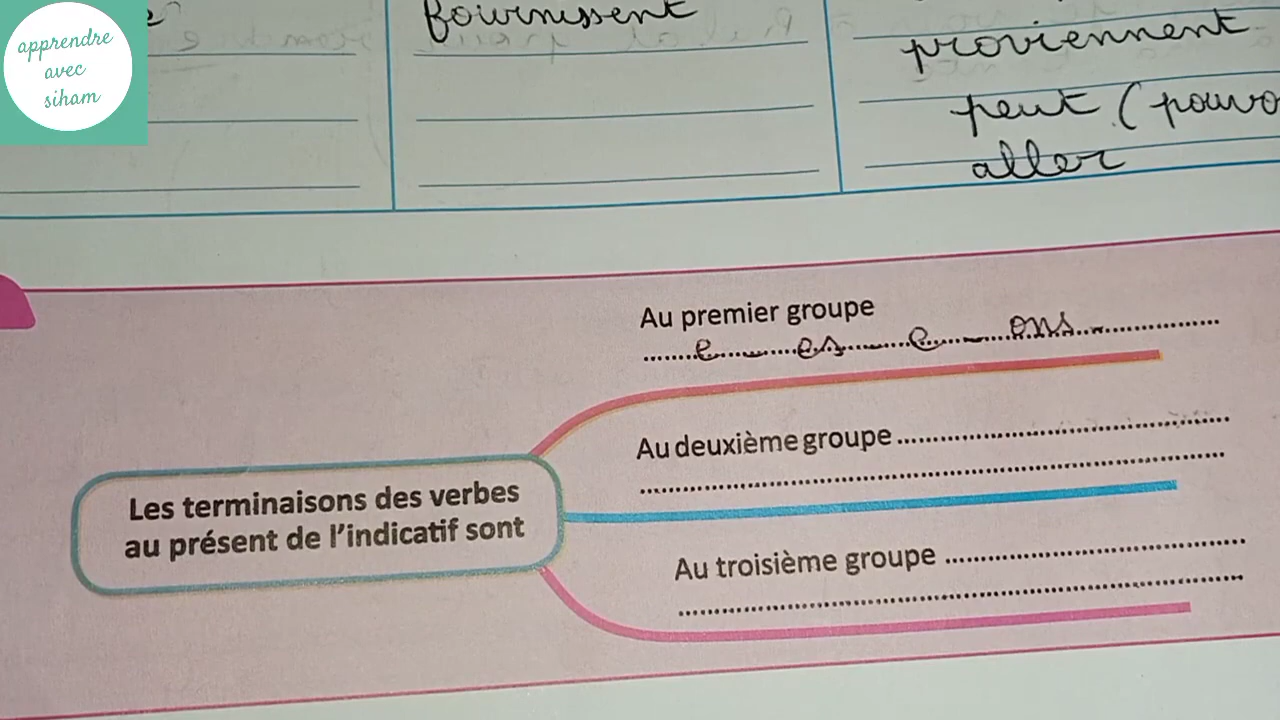 apprendre
avec
siham
fournissent
proviennent
peut (pouvo
aller
Au premier groupe
e es e ons
Au deuxième groupe
Les terminaisons des verbes
au présent de l'indicatif sont
Au troisième groupe